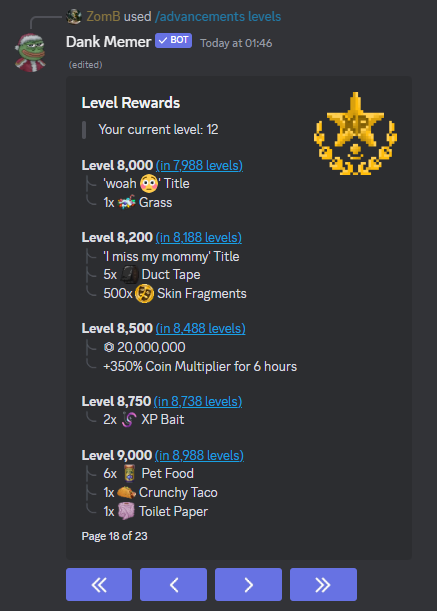 ZomB used /advancements levels
Dank Memer ✓ BOT Today at 01:46
(edited)
Level Rewards
Your current level: 12
XP
Level 8,000 (in 7,988 levels)
'woah 😳' Title
1x Grass
Level 8,200 (in 8,188 levels)
'I miss my mommy' Title
5x Duct Tape
500x Skin Fragments
Level 8,500 (in 8,488 levels)
⏣ 20,000,000
+350% Coin Multiplier for 6 hours
Level 8,750 (in 8,738 levels)
2x XP Bait
Level 9,000 (in 8,988 levels)
6x Pet Food
1x Crunchy Taco
1x Toilet Paper
Page 18 of 23